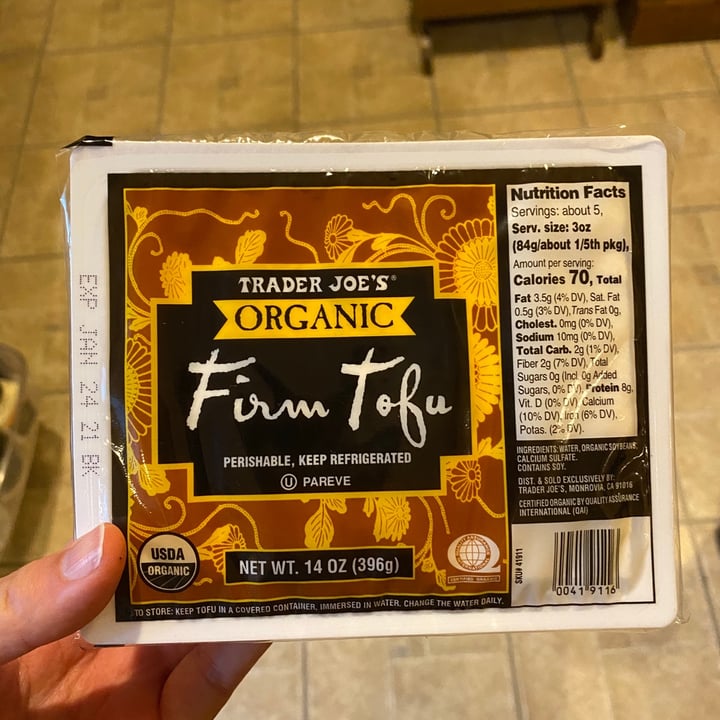 EXP JAN 24 21 BK
TRADER JOE'S®
ORGANIC
Firm Tofu
PERISHABLE, KEEP REFRIGERATED
U PAREVE
USDA
ORGANIC
NET WT. 14 OZ (396g)
CERTIFIED ORGANIC
TO STORE: KEEP TOFU IN A COVERED CONTAINER, IMMERSED IN WATER. CHANGE THE WATER DAILY.
Nutrition Facts
Servings: about 5,
Serv. size: 3oz
(84g/about 1/5th pkg),
Amount per serving:
Calories 70, Total
Fat 3.5g (4% DV), Sat. Fat
0.5g (3% DV), Trans Fat 0g,
Cholest. 0mg (0% DV),
Sodium 10mg (0% DV),
Total Carb. 2g (1% DV),
Fiber 2g (7% DV), Total
Sugars 0g (Incl. 0g Added
Sugars, 0% DV), Protein 8g,
Vit. D (0% DV), Calcium
(10% DV), Iron (6% DV),
Potas. (2% DV).
INGREDIENTS: WATER, ORGANIC SOYBEANS,
CALCIUM SULFATE.
CONTAINS SOY.
DIST. & SOLD EXCLUSIVELY BY:
TRADER JOE'S, MONROVIA, CA 91016
CERTIFIED ORGANIC BY QUALITY ASSURANCE
INTERNATIONAL (QAI)
SKU# 41911
0041 9116